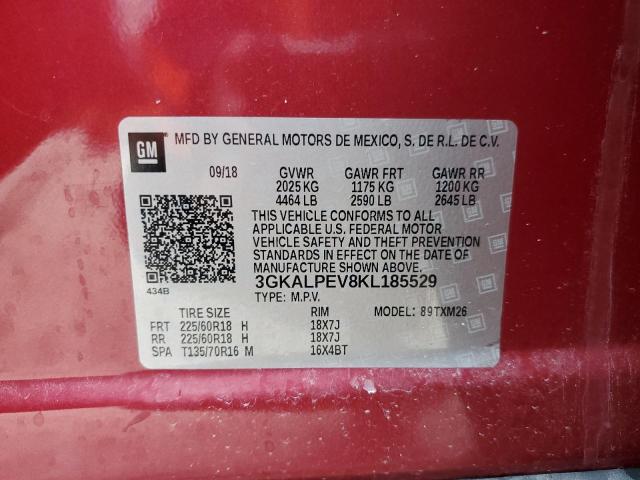 GM
MFD BY GENERAL MOTORS DE MEXICO, S. DE R.L. DE C.V.
09/18 GVWR GAWR FRT GAWR RR
2025 KG 1175 KG 1200 KG
4464 LB 2590 LB 2645 LB
THIS VEHICLE CONFORMS TO ALL
APPLICABLE U.S. FEDERAL MOTOR
VEHICLE SAFETY AND THEFT PREVENTION
STANDARDS IN EFFECT ON THE DATE OF
MANUFACTURE SHOWN ABOVE.
434B
3GKALPEV8KL185529
TYPE: M.P.V.
TIRE SIZE RIM MODEL: 89TXM26
FRT 225/60R18 H 18X7J
RR 225/60R18 H 18X7J
SPA T135/70R16 M 16X4BT